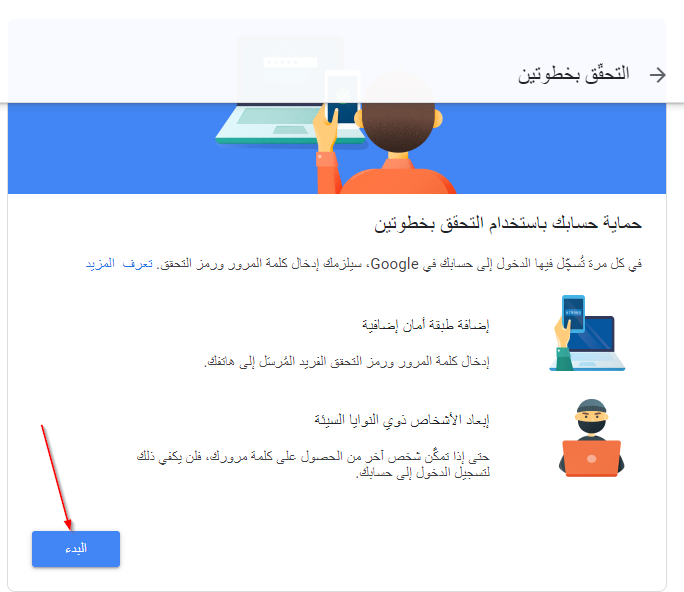 التحقّق بخطوتين
حماية حسابك باستخدام التحقق بخطوتين
في كل مرة تُسجّل فيها الدخول إلى حسابك في Google، سيلزمك إدخال كلمة المرور ورمز التحقق. تعرف المزيد
إضافة طبقة أمان إضافية
إدخال كلمة المرور ورمز التحقق الفريد المُرسَل إلى هاتفك.
إبعاد الأشخاص ذوي النوايا السيئة
حتى إذا تمكَّن شخص آخر من الحصول على كلمة مرورك، فلن يكفي ذلك
لتسجيل الدخول إلى حسابك.
البدء